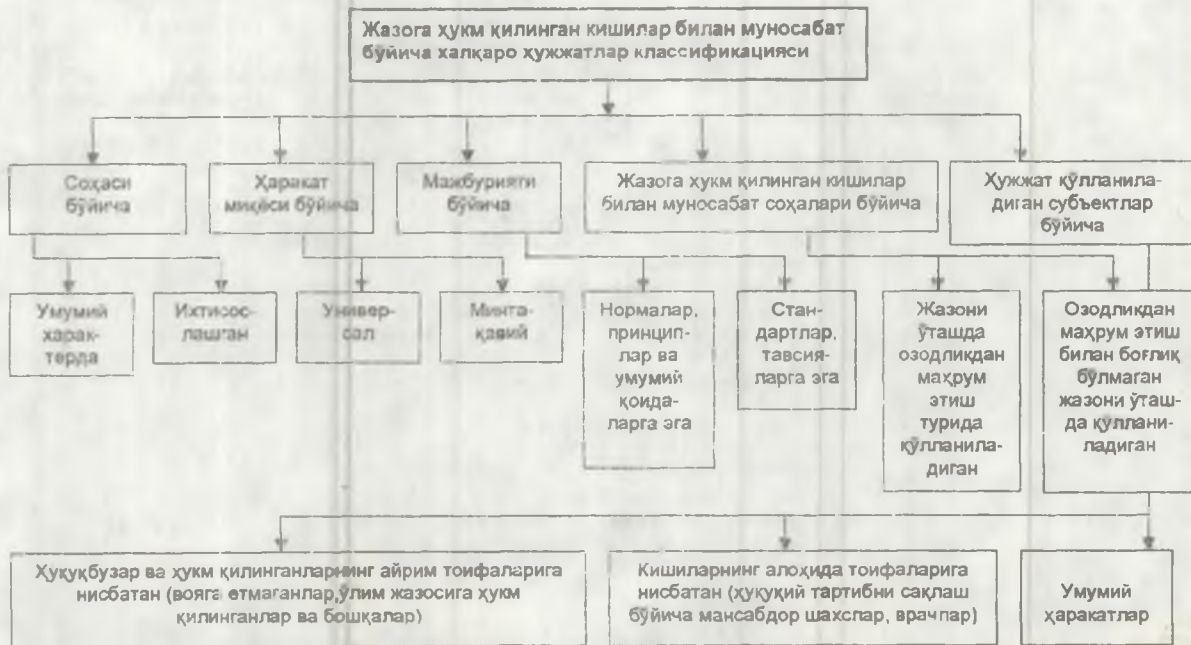 Жазога ҳукм қилинган кишилар билан муносабат
бўйича халқаро ҳужжатлар классификацияси
Соҳаси
бўйича
Ҳаракат
миқёси бўйича
Мажбурияти
бўйича
Жазога ҳукм қилинган кишилар
билан муносабат соҳалари бўйича
Ҳужжат қўлланила-
диган субъектлар
бўйича
Умумий
харак-
терда
Ихтисос-
лашган
Универ-
сал
Минта-
қавий
Нормалар,
принцип-
лар ва
умумий
қоида-
ларга эга
Стан-
дартлар,
тавсия-
ларга эга
Жазони
ўташда
озодликдан
маҳрум
этиш
турида
қўлланила-
диган
Озодликдан
маҳрум этиш
билан боғлиқ
бўлмаган
жазони ўташ-
да қўллани-
ладиган
Ҳуқуқбузар ва ҳукм қилинганларнинг айрим тоифаларига
нисбатан (вояга етмаганлар,ўлим жазосига ҳукм
қилинганлар ва бошқалар)
Кишиларнинг алоҳида тоифаларига
нисбатан (ҳуқуқий тартибни сақлаш
бўйича мансабдор шахслар, врачлар)
Умумий
ҳаракатлар